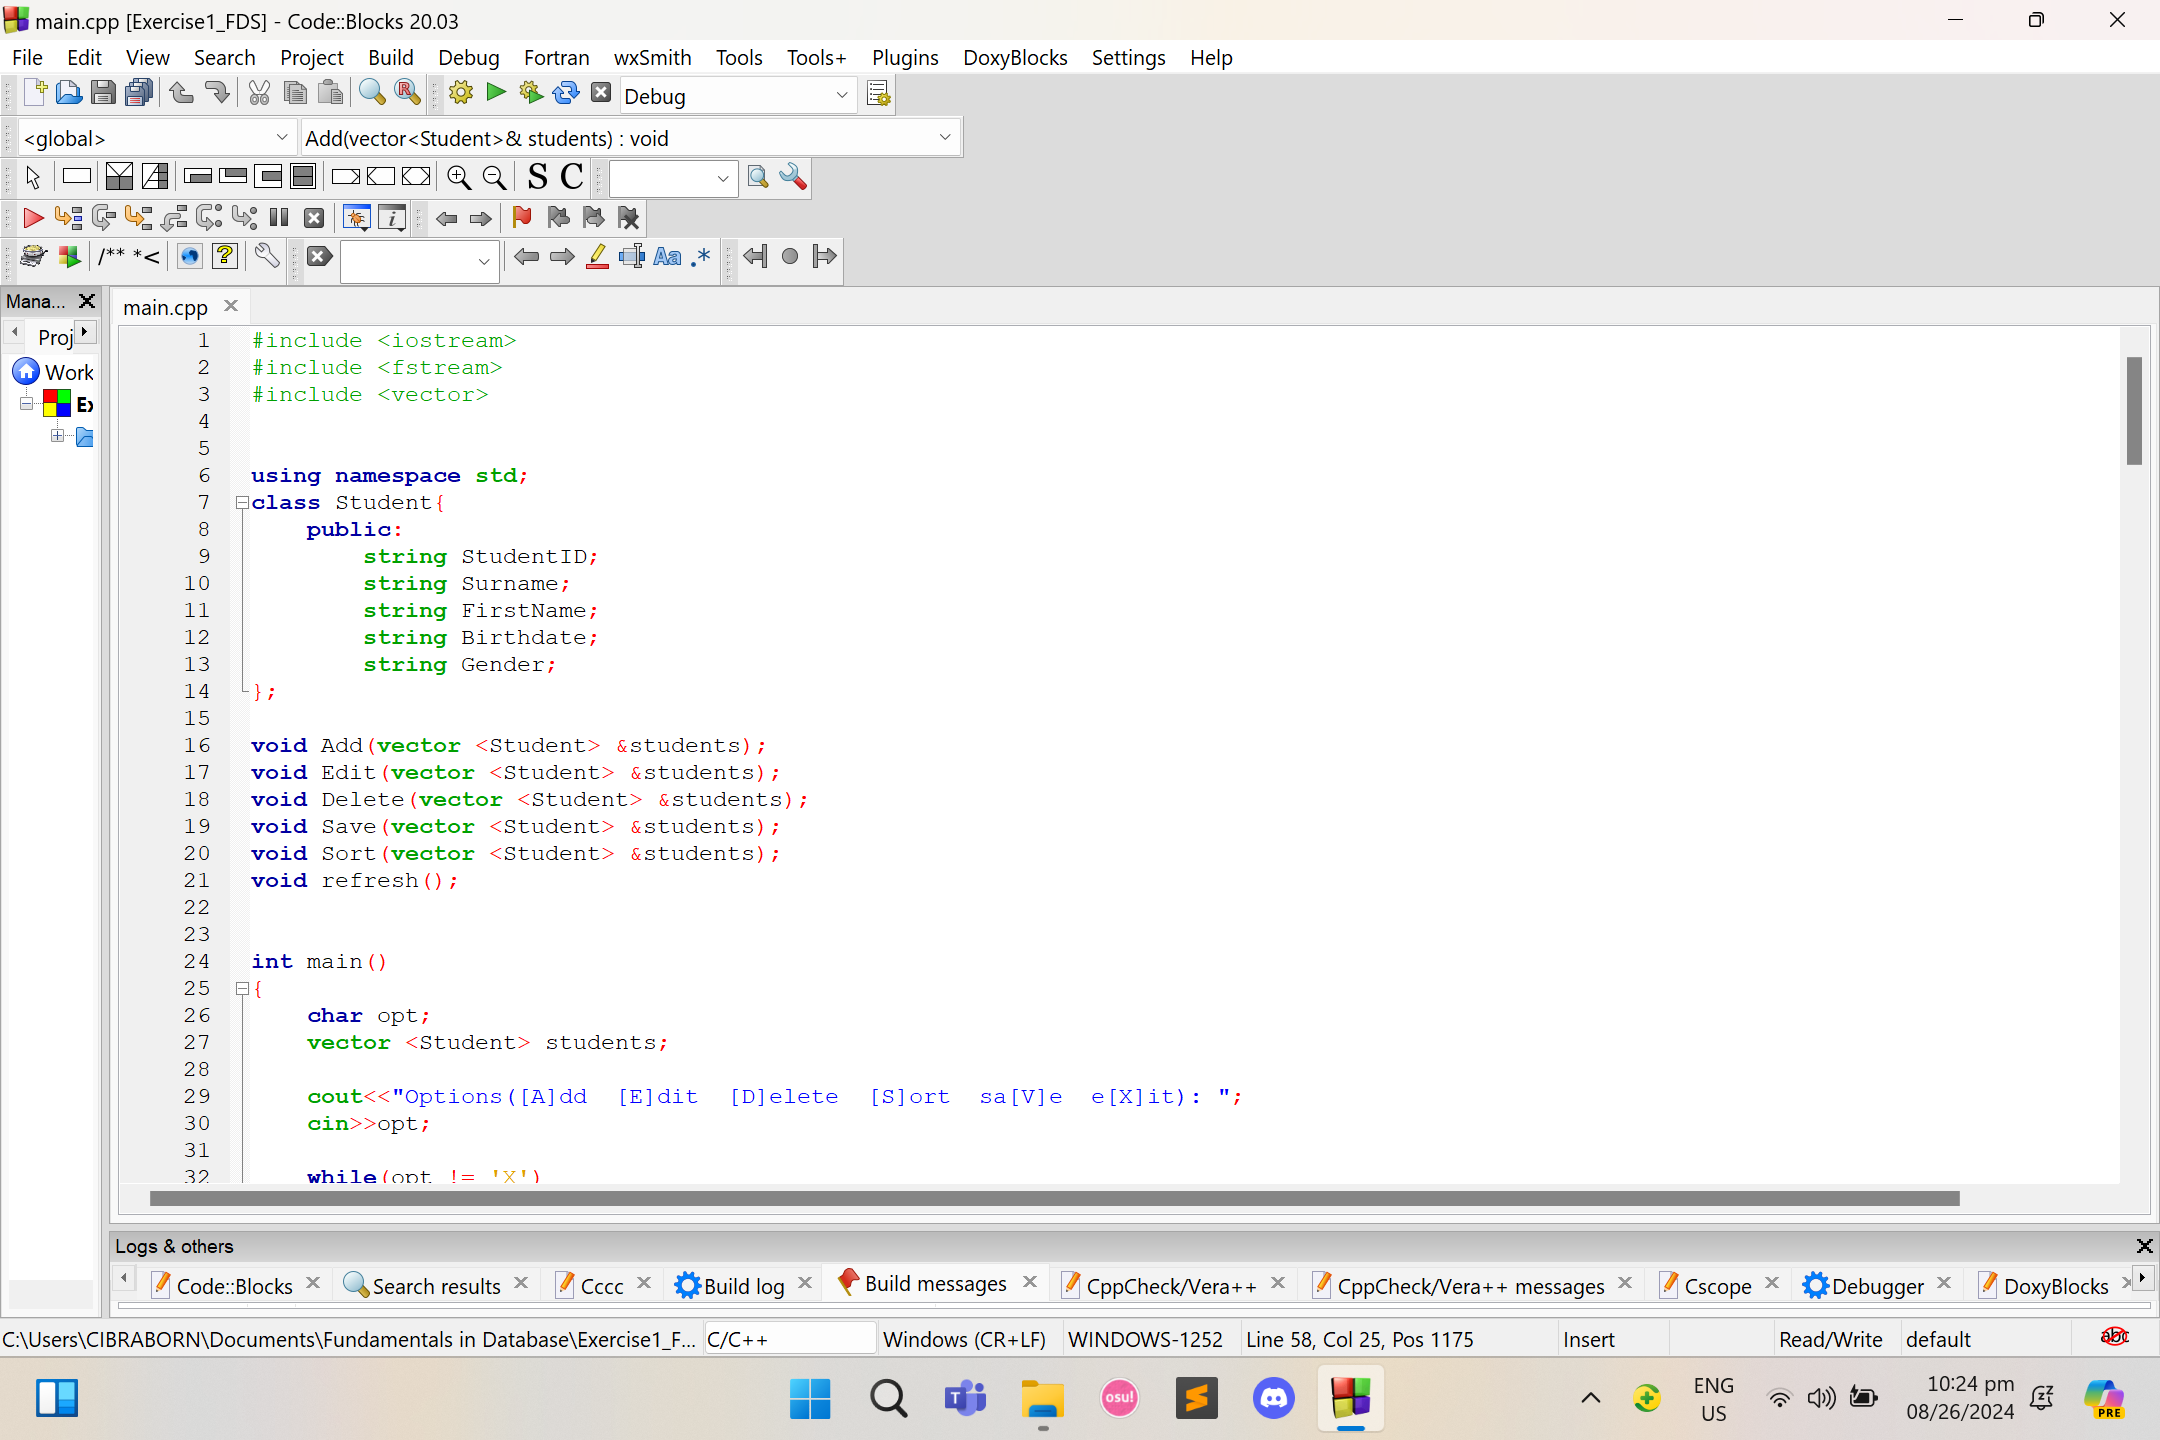 main.cpp [Exercise1_FDS] - Code::Blocks 20.03
File Edit View Search Project Build Debug Fortran wxSmith Tools Tools+ Plugins DoxyBlocks Settings Help
Debug
<global> Add(vector<Student>& students) : void
S C
/** *< Aa .*
Mana... main.cpp
Proj
Work
Ex
1 #include <iostream>
2 #include <fstream>
3 #include <vector>
4
5
6 using namespace std;
7 class Student{
8 public:
9 string StudentID;
10 string Surname;
11 string FirstName;
12 string Birthdate;
13 string Gender;
14 };
15
16 void Add(vector <Student> &students);
17 void Edit(vector <Student> &students);
18 void Delete(vector <Student> &students);
19 void Save(vector <Student> &students);
20 void Sort(vector <Student> &students);
21 void refresh();
22
23
24 int main()
25 {
26 char opt;
27 vector <Student> students;
28
29 cout<<"Options([A]dd  [E]dit  [D]elete  [S]ort  sa[V]e  e[X]it): ";
30 cin>>opt;
31
32 while(opt != 'X')
Logs & others
Code::Blocks Search results Cccc Build log Build messages CppCheck/Vera++ CppCheck/Vera++ messages Cscope Debugger DoxyBlocks
C:\Users\CIBRABORN\Documents\Fundamentals in Database\Exercise1_F... C/C++ Windows (CR+LF) WINDOWS-1252 Line 58, Col 25, Pos 1175 Insert Read/Write default abc
osu! ENG US 10:24 pm 08/26/2024 PRE